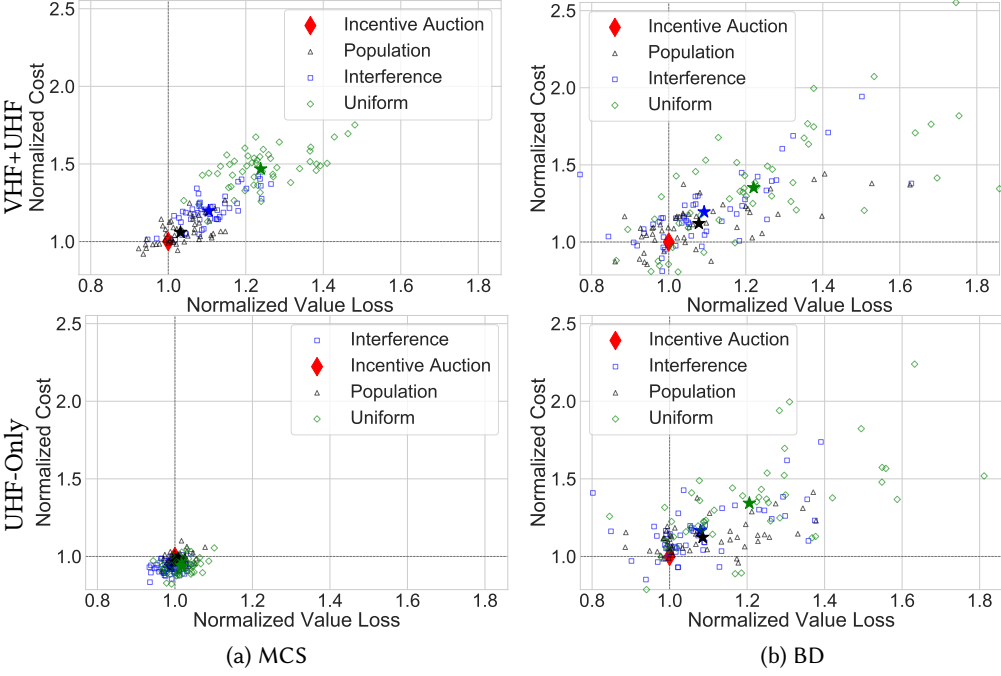 VHF+UHF
Normalized Cost
2.5
2.0
1.5
1.0
Incentive Auction
Population
Interference
Uniform
0.8 1.0 1.2 1.4 1.6 1.8
Normalized Value Loss
Normalized Cost
2.5
2.0
1.5
1.0
Incentive Auction
Population
Interference
Uniform
0.8 1.0 1.2 1.4 1.6 1.8
Normalized Value Loss
UHF-Only
Normalized Cost
2.5
2.0
1.5
1.0
Interference
Incentive Auction
Population
Uniform
0.8 1.0 1.2 1.4 1.6 1.8
Normalized Value Loss
(a) MCS
Normalized Cost
2.5
2.0
1.5
1.0
Incentive Auction
Interference
Population
Uniform
0.8 1.0 1.2 1.4 1.6 1.8
Normalized Value Loss
(b) BD